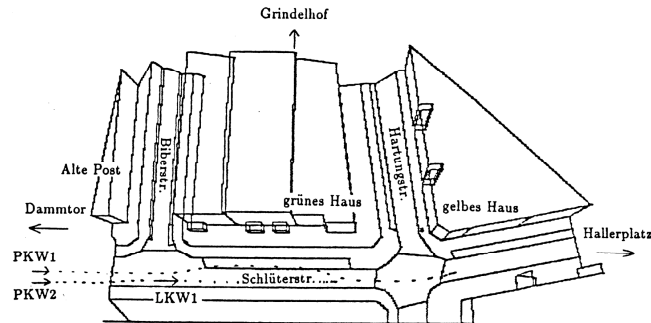 Grindelhof
Biberstr.
Hartungstr.
Alte Post
grünes Haus
gelbes Haus
Dammtor
Hallerplatz
PKW1
Schlüterstr.
PKW2
LKW1